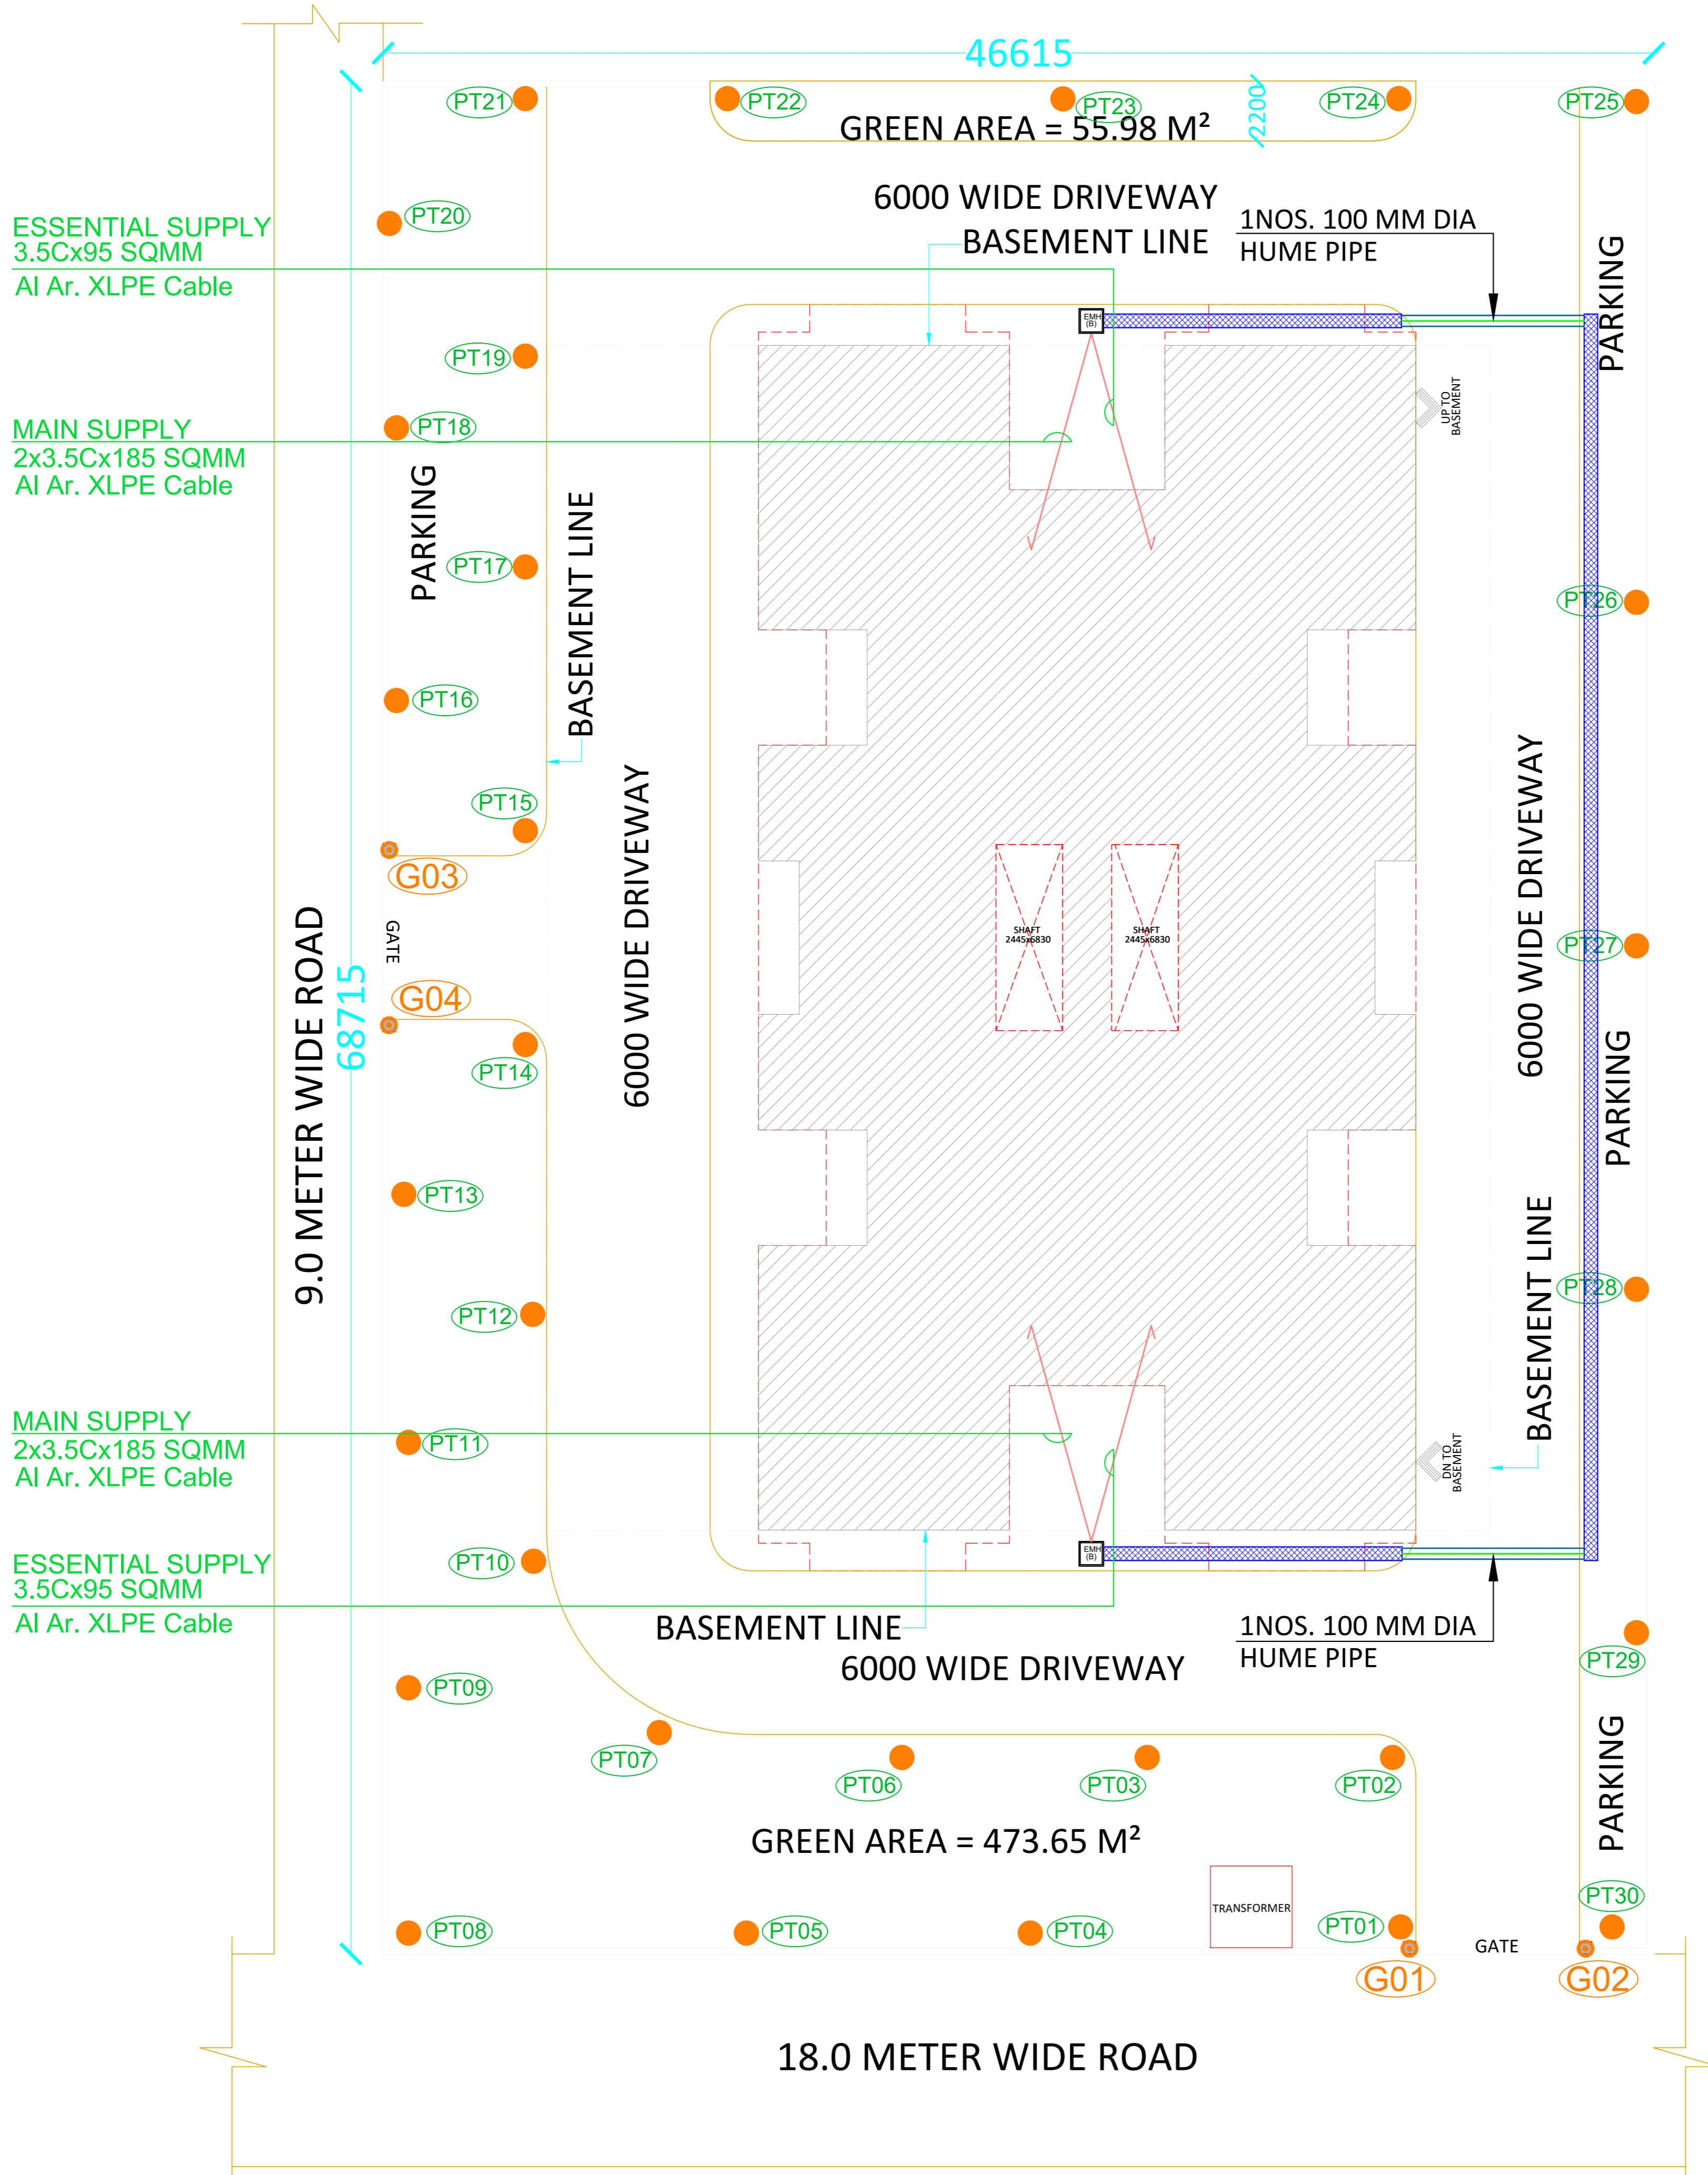 46615
PT21
PT22
PT23
PT24
PT25
GREEN AREA = 55.98 M²
2200
6000 WIDE DRIVEWAY
BASEMENT LINE
1NOS. 100 MM DIA
HUME PIPE
PARKING
PT20
ESSENTIAL SUPPLY
3.5Cx95 SQMM
Al Ar. XLPE Cable
EMH
(B)
PT19
UP TO
BASEMENT
PT18
MAIN SUPPLY
2x3.5Cx185 SQMM
Al Ar. XLPE Cable
PARKING
BASEMENT LINE
PT17
PT26
PT16
PT15
6000 WIDE DRIVEWAY
6000 WIDE DRIVEWAY
G03
GATE
9.0 METER WIDE ROAD
68715
SHAFT
2445x6830
SHAFT
2445x6830
PT27
G04
PT14
PARKING
PT13
BASEMENT LINE
PT28
PT12
MAIN SUPPLY
2x3.5Cx185 SQMM
Al Ar. XLPE Cable
PT11
DN TO
BASEMENT
PT10
EMH
(B)
ESSENTIAL SUPPLY
3.5Cx95 SQMM
Al Ar. XLPE Cable
BASEMENT LINE
6000 WIDE DRIVEWAY
1NOS. 100 MM DIA
HUME PIPE
PT29
PT09
PT07
PT06
PT03
PT02
PARKING
GREEN AREA = 473.65 M²
TRANSFORMER
PT30
PT08
PT05
PT04
PT01
GATE
G01
G02
18.0 METER WIDE ROAD